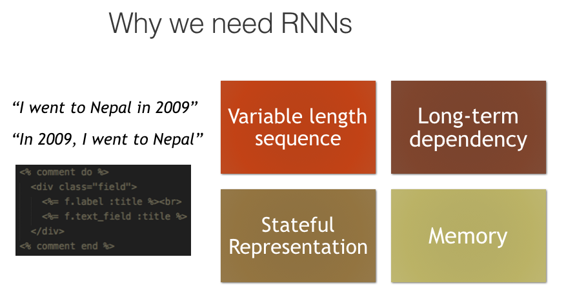 Why we need RNNs
“I went to Nepal in 2009”
“In 2009, I went to Nepal”
<% comment do %>
<div class="field">
<%= f.label :title %><br>
<%= f.text_field :title %>
</div>
<% comment end %>
Variable length
sequence
Long-term
dependency
Stateful
Representation
Memory